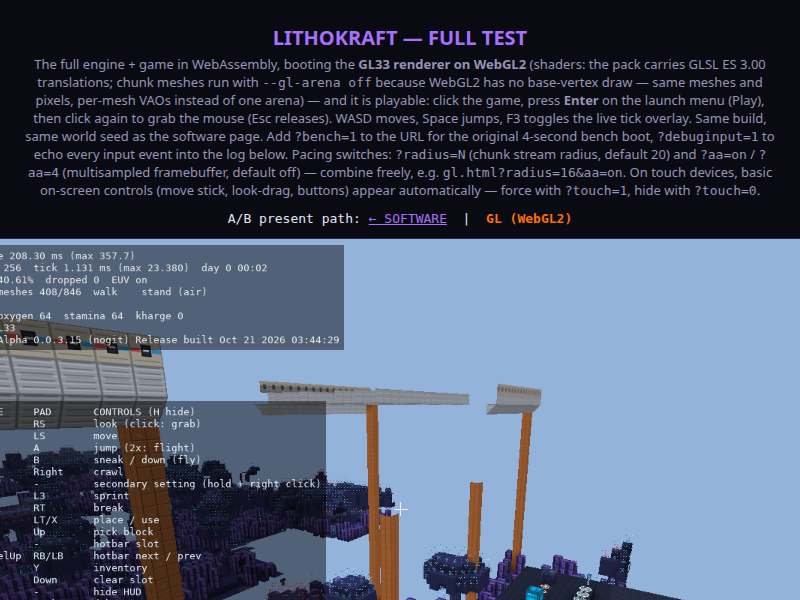 LITHOKRAFT — FULL TEST
The full engine + game in WebAssembly, booting the GL33 renderer on WebGL2 (shaders: the pack carries GLSL ES 3.00
translations; chunk meshes run with --gl-arena off because WebGL2 has no base-vertex draw — same meshes and
pixels, per-mesh VAOs instead of one arena) — and it is playable: click the game, press Enter on the launch menu (Play),
then click again to grab the mouse (Esc releases). WASD moves, Space jumps, F3 toggles the live tick overlay. Same build,
same world seed as the software page. Add ?bench=1 to the URL for the original 4-second bench boot, ?debuginput=1 to
echo every input event into the log below. Pacing switches: ?radius=N (chunk stream radius, default 20) and ?aa=on / ?
aa=4 (multisampled framebuffer, default off) — combine freely, e.g. gl.html?radius=16&aa=on. On touch devices, basic
on-screen controls (move stick, look-drag, buttons) appear automatically — force with ?touch=1, hide with ?touch=0.
A/B present path: ← SOFTWARE | GL (WebGL2)
208.30 ms (max 357.7)
256 tick 1.131 ms (max 23.380) day 0 00:02
40.61% dropped 0 EUV on
meshes 408/846 walk stand (air)
oxygen 64 stamina 64 kharge 0
Alpha 0.0.3.15 (nogit) Release built Oct 21 2026 03:44:29
PAD CONTROLS (H hide)
RS look (click: grab)
LS move
A jump (2x: flight)
B sneak / down (fly)
Right crawl
- secondary setting (hold + right click)
L3 sprint
RT break
LT/X place / use
Up pick block
- hotbar slot
RB/LB hotbar next / prev
Y inventory
Down clear slot
- hide HUD